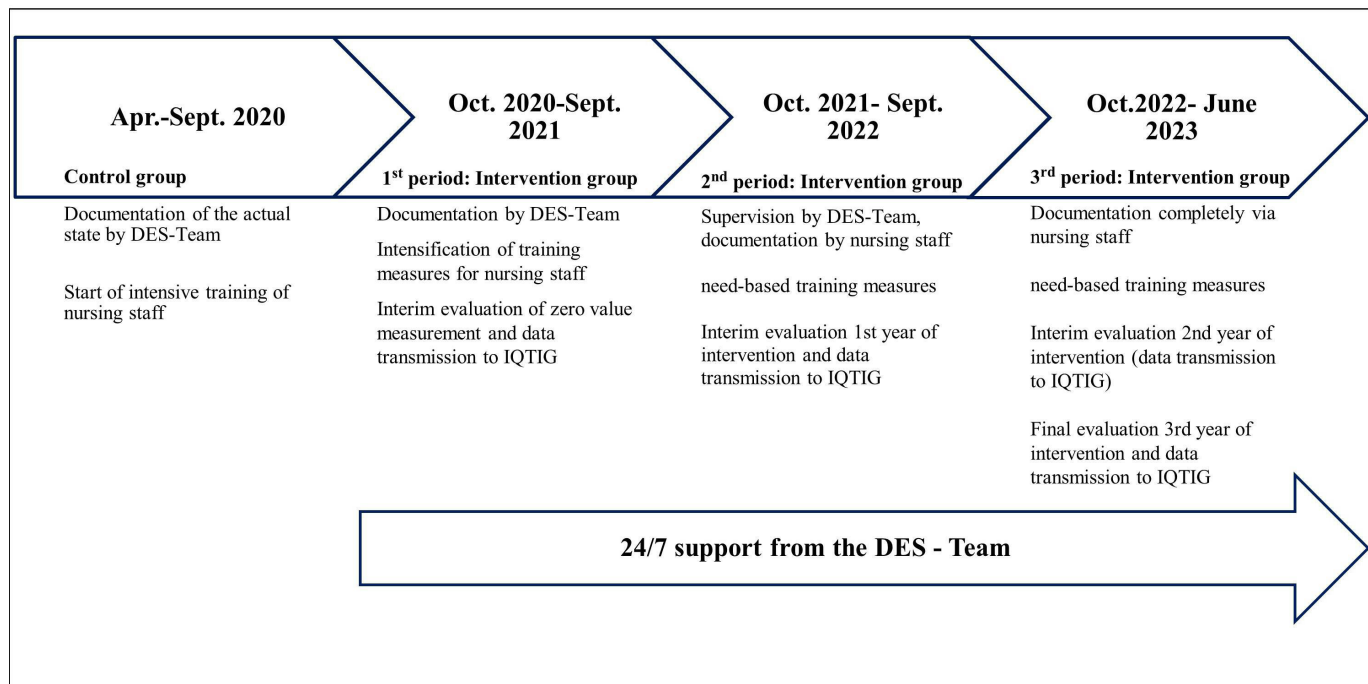 Apr.-Sept. 2020
Control group
Documentation of the actual
state by DES-Team
Start of intensive training of
nursing staff
Oct. 2020-Sept.
2021
1st period: Intervention group
Documentation by DES-Team
Intensification of training
measures for nursing staff
Interim evaluation of zero value
measurement and data
transmission to IQTIG
Oct. 2021- Sept.
2022
2nd period: Intervention group
Supervision by DES-Team,
documentation by nursing staff
need-based training measures
Interim evaluation 1st year of
intervention and data
transmission to IQTIG
Oct.2022- June
2023
3rd period: Intervention group
Documentation completely via
nursing staff
need-based training measures
Interim evaluation 2nd year of
intervention (data transmission
to IQTIG)
Final evaluation 3rd year of
intervention and data
transmission to IQTIG
24/7 support from the DES - Team